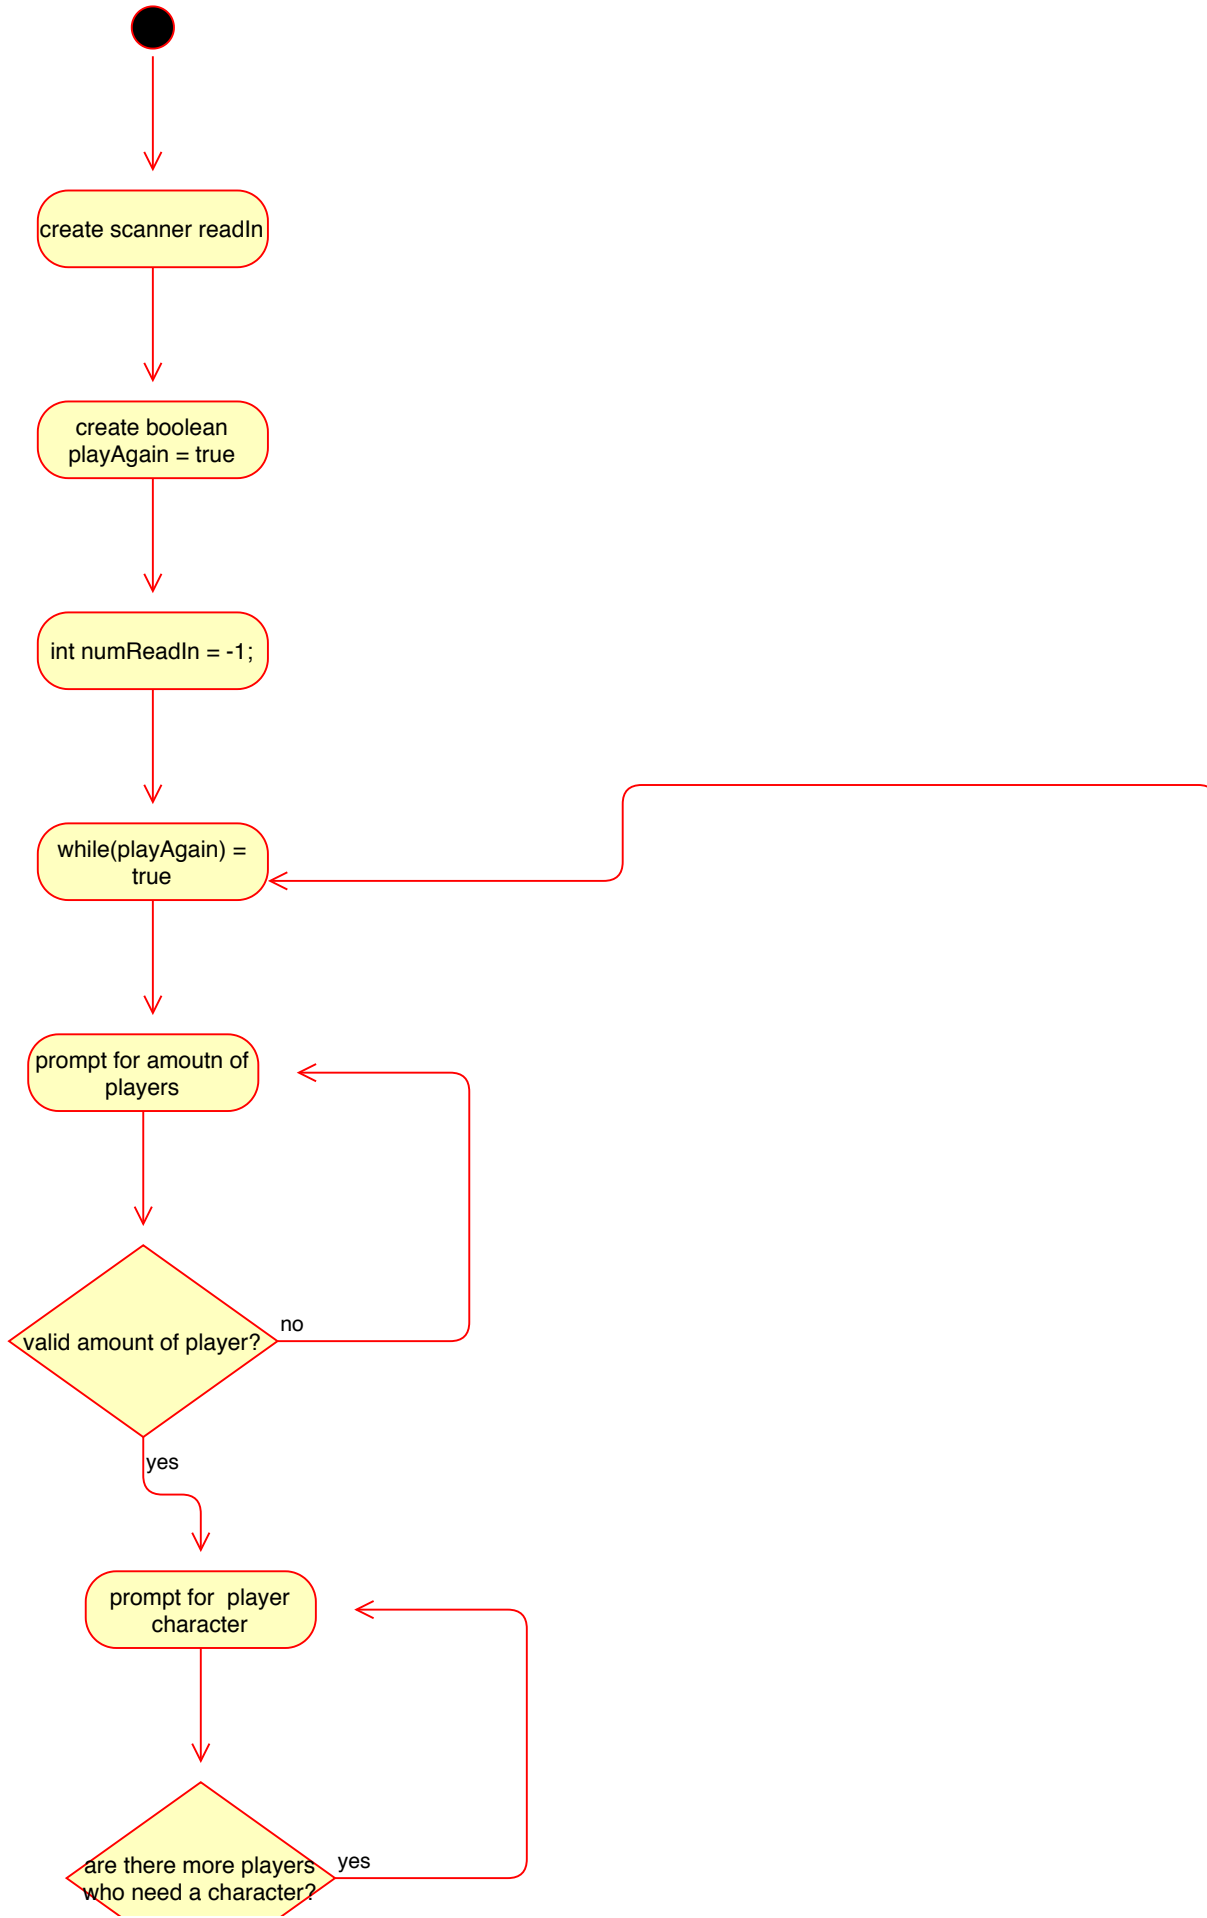 create scanner readIn
create boolean
playAgain = true
int numReadIn = -1;
while(playAgain) =
true
prompt for amoutn of
players
valid amount of player?
no
yes
prompt for  player
character
are there more players
who need a character?
yes